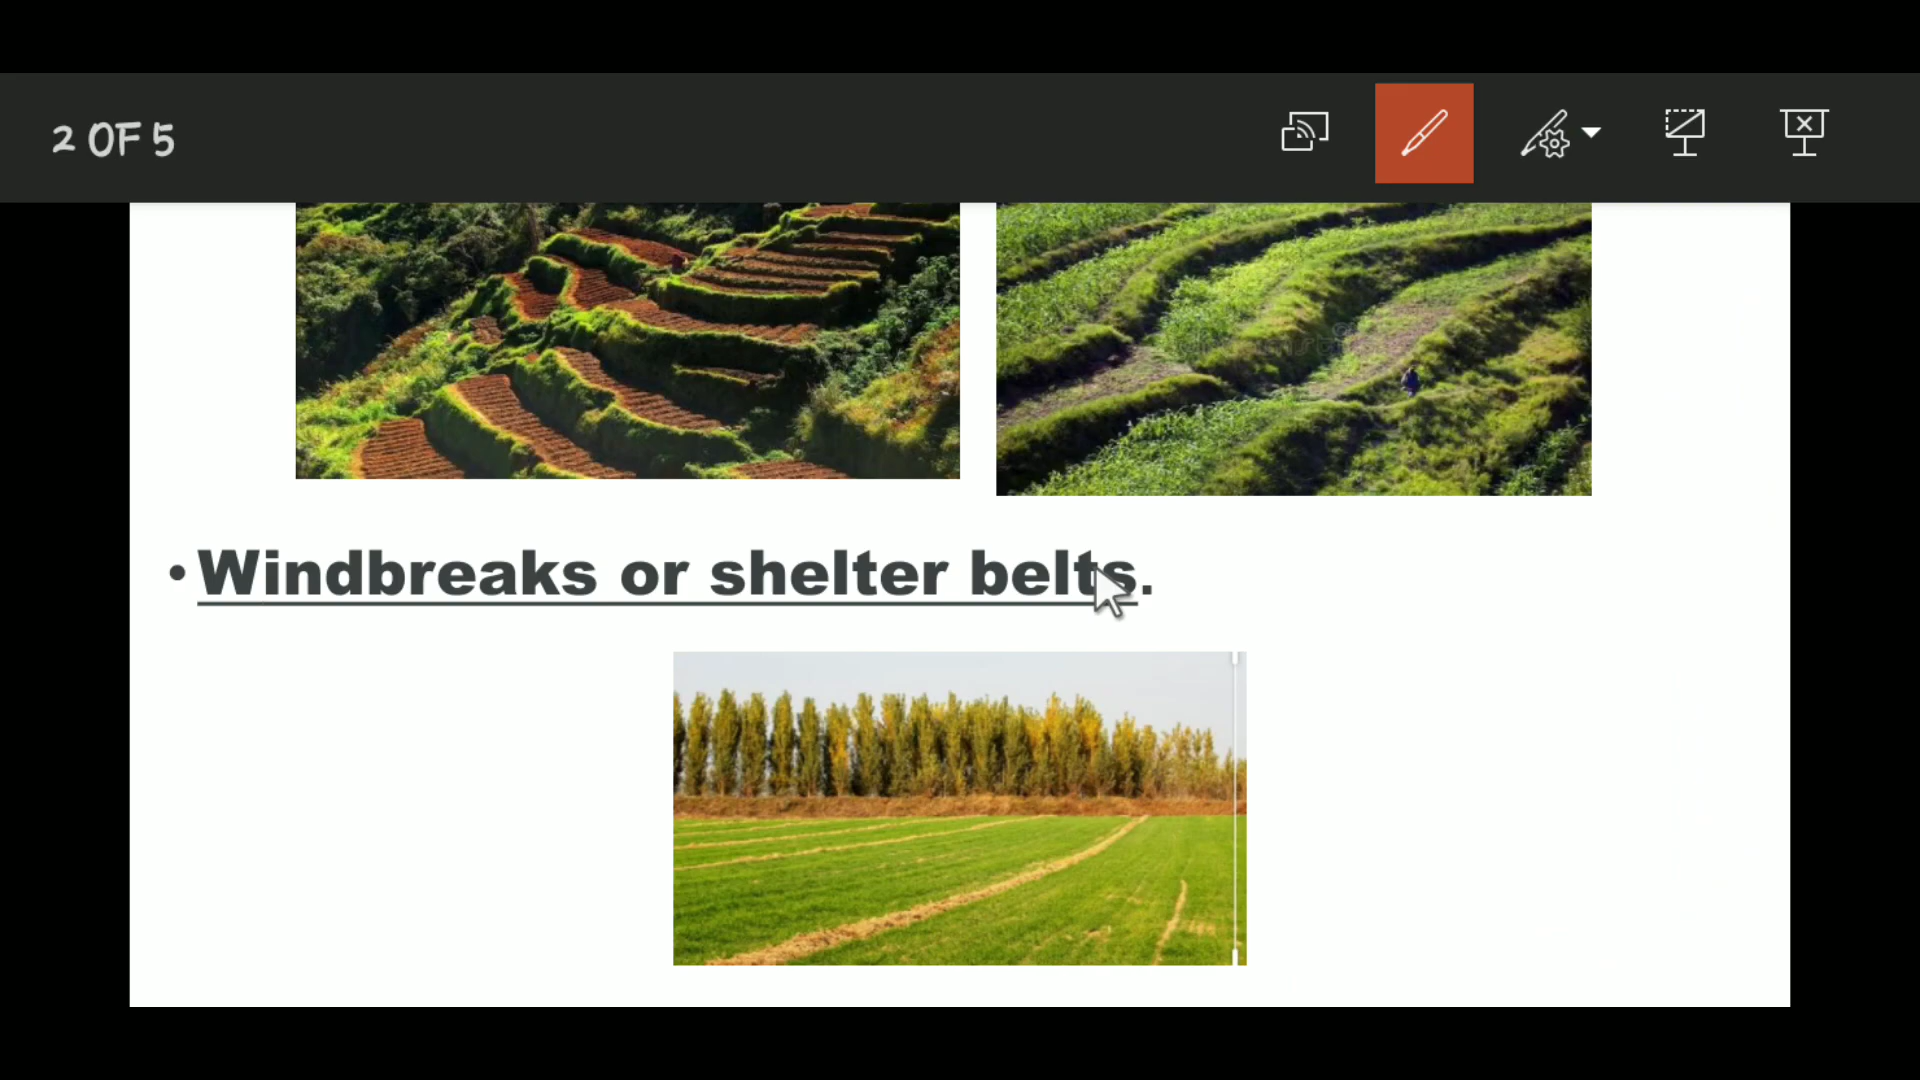 2 OF 5
• Windbreaks or shelter belts.